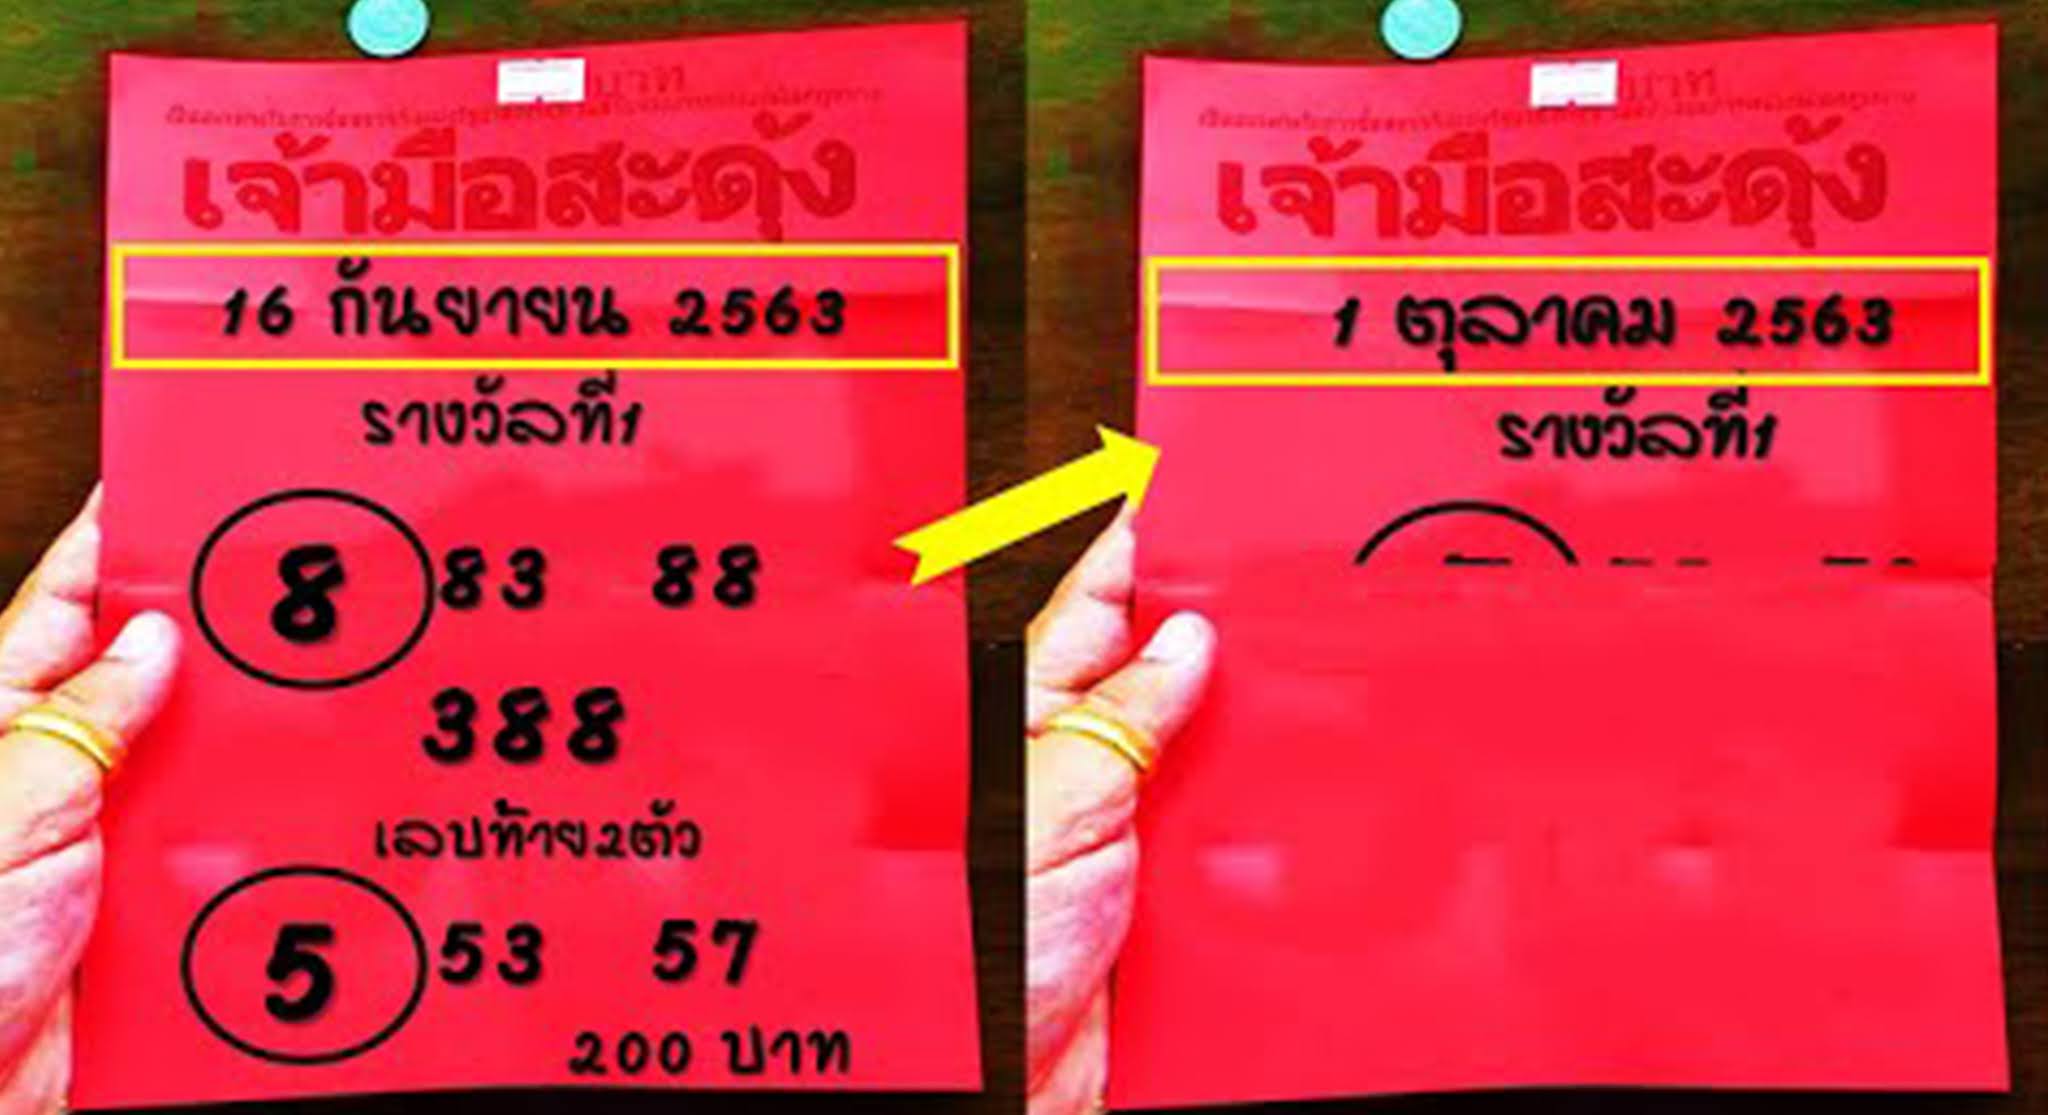 บาท
เจ้ามือสะดุ้ง
16 กันยายน 2563
รางวัลที่1
8 83 88
388
เลขท้าย2ตัว
5 53 57
200 บาท
บาท
เจ้ามือสะดุ้ง
1 ตุลาคม 2563
รางวัลที่1